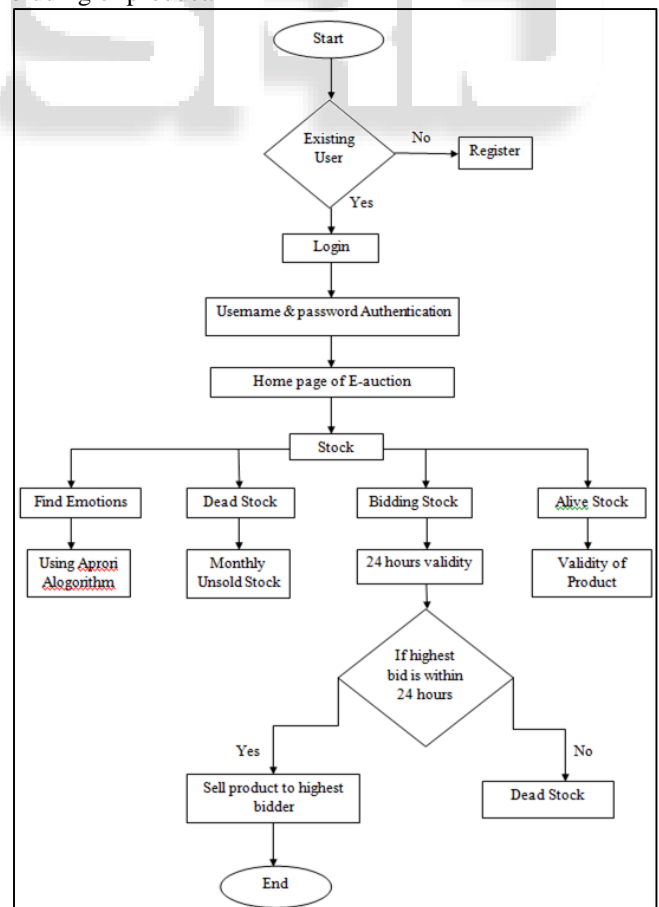 Start
Existing
User
No
Register
Yes
Login
Username & password Authentication
Home page of E-auction
Stock
Find Emotions
Dead Stock
Bidding Stock
Alive Stock
Using Aprori
Alogorithm
Monthly
Unsold Stock
24 hours validity
Validity of
Product
If highest
bid is within
24 hours
Yes
No
Sell product to highest
bidder
Dead Stock
End